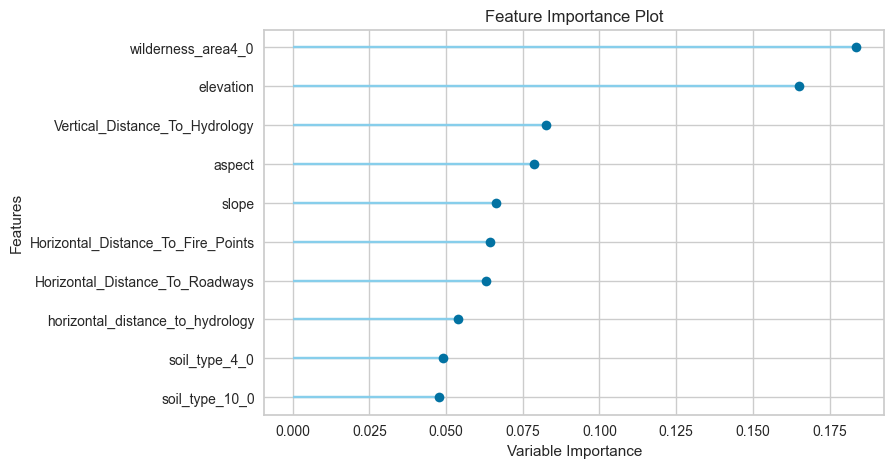 Feature Importance Plot
wilderness_area4_0
elevation
Vertical_Distance_To_Hydrology
aspect
slope
Horizontal_Distance_To_Fire_Points
Horizontal_Distance_To_Roadways
horizontal_distance_to_hydrology
soil_type_4_0
soil_type_10_0
Features
0.000 0.025 0.050 0.075 0.100 0.125 0.150 0.175
Variable Importance